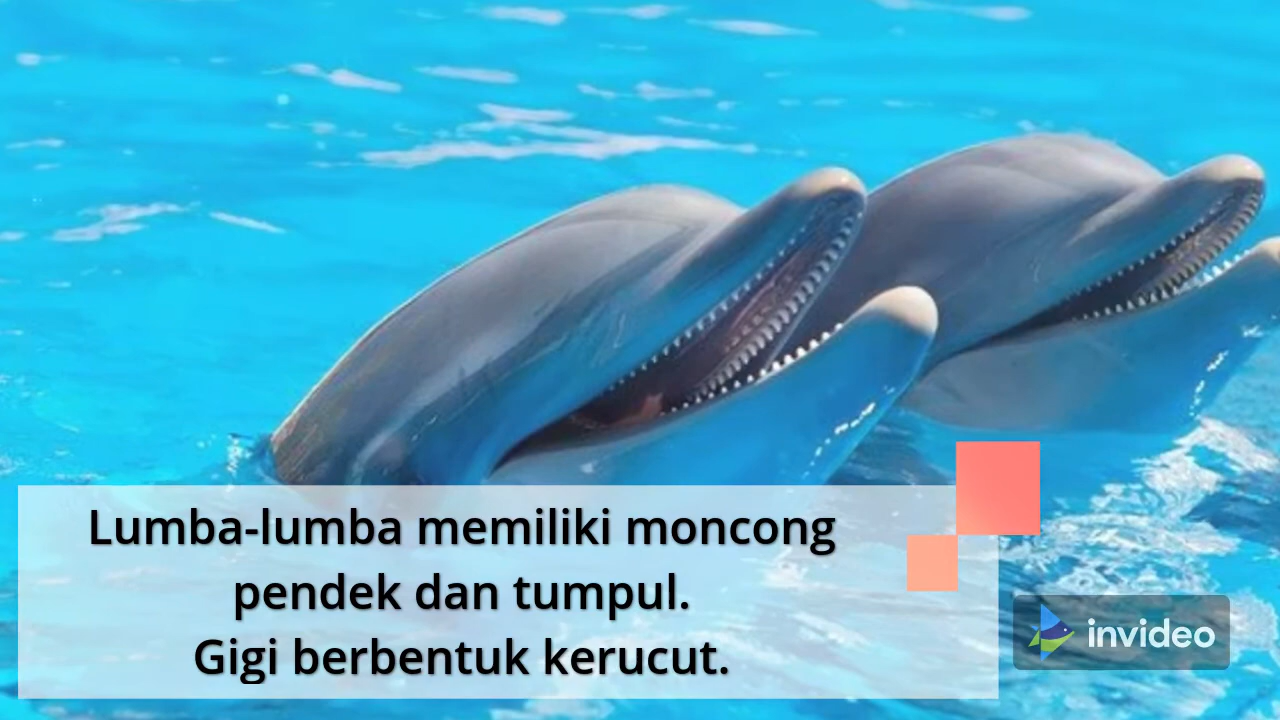 Lumba-lumba memiliki moncong
pendek dan tumpul.
Gigi berbentuk kerucut.
invideo